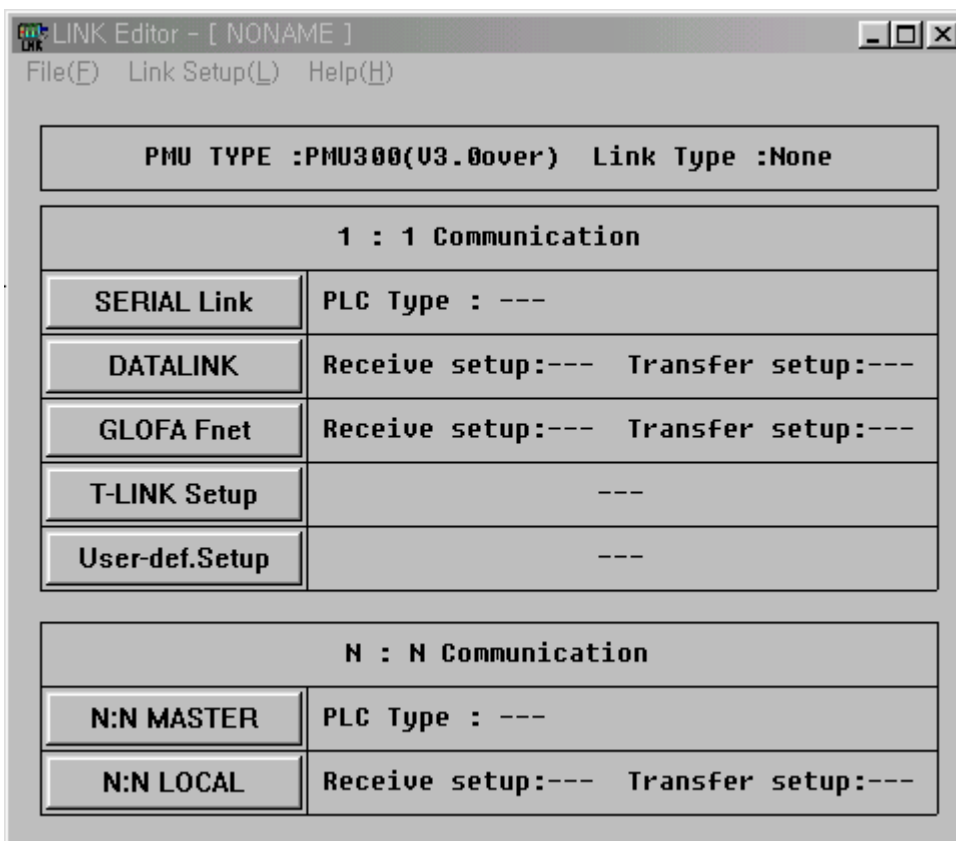 LINK Editor - [ NONAME ]
File(F) Link Setup(L) Help(H)
PMU TYPE :PMU300(V3.0over) Link Type :None
1 : 1 Communication
SERIAL Link PLC Type : ---
DATALINK Receive setup:--- Transfer setup:---
GLOFA Fnet Receive setup:--- Transfer setup:---
T-LINK Setup ---
User-def.Setup ---
N : N Communication
N:N MASTER PLC Type : ---
N:N LOCAL Receive setup:--- Transfer setup:---